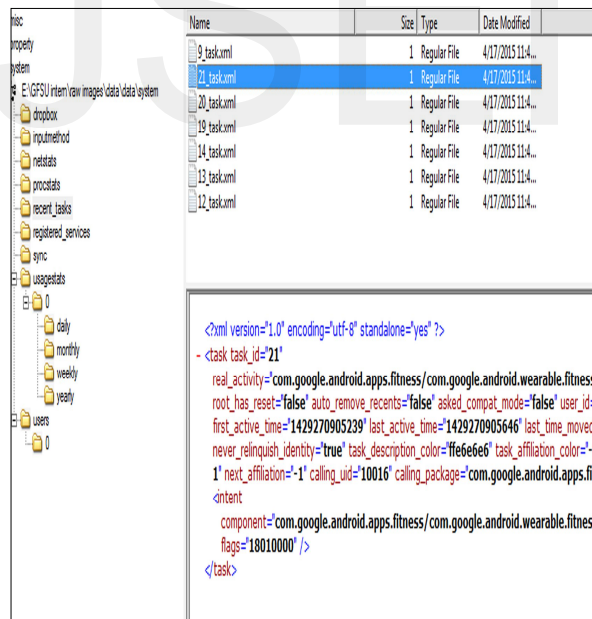 misc
property
system
E:\GFSU intern\raw images\data\data\system
dropbox
inputmethod
netstats
procstats
recent_tasks
registered_services
sync
usagestats
0
daily
monthly
weekly
yearly
users
0
Name Size Type Date Modified
9_task.xml 1 Regular File 4/17/2015 11:4...
21_task.xml 1 Regular File 4/17/2015 11:4...
20_task.xml 1 Regular File 4/17/2015 11:4...
19_task.xml 1 Regular File 4/17/2015 11:4...
14_task.xml 1 Regular File 4/17/2015 11:4...
13_task.xml 1 Regular File 4/17/2015 11:4...
12_task.xml 1 Regular File 4/17/2015 11:4...
<?xml version="1.0" encoding="utf-8" standalone="yes" ?>
- <task task_id="21"
real_activity="com.google.android.apps.fitness/com.google.android.wearable.fitness
root_has_reset="false" auto_remove_recents="false" asked_compat_mode="false" user_id=
first_active_time="1429270905239" last_active_time="1429270905646" last_time_moved
never_relinquish_identity="true" task_description_color="ffe6e6e6" task_affiliation_color="-
1" next_affiliation="-1" calling_uid="10016" calling_package="com.google.android.apps.fi
<intent
component="com.google.android.apps.fitness/com.google.android.wearable.fitness
flags="18010000" />
</task>